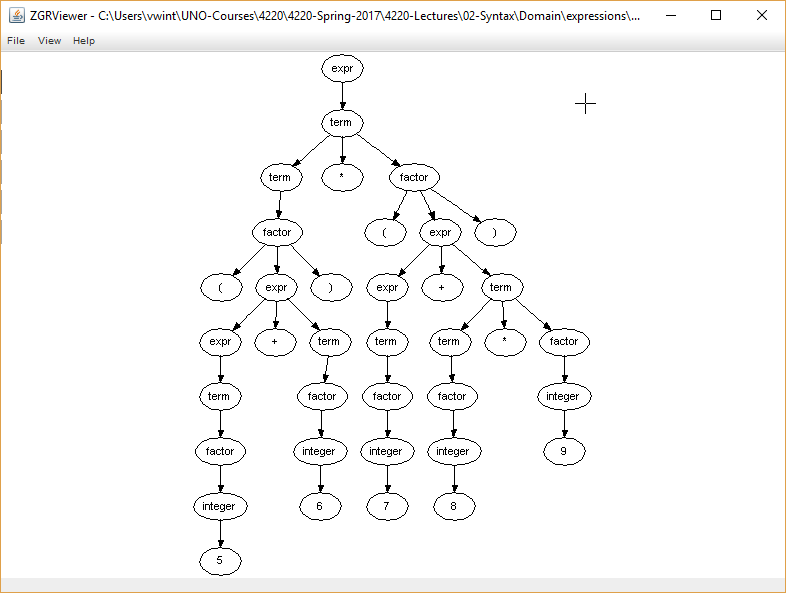 ZGRViewer - C:\Users\vwint\UNO-Courses\4220\4220-Spring-2017\4220-Lectures\02-Syntax\Domain\expressions\...
File View Help
expr
term
term * factor
factor ( expr )
( expr ) expr + term
expr + term term term * factor
term factor factor factor integer
factor integer integer integer 9
integer 6 7 8
5